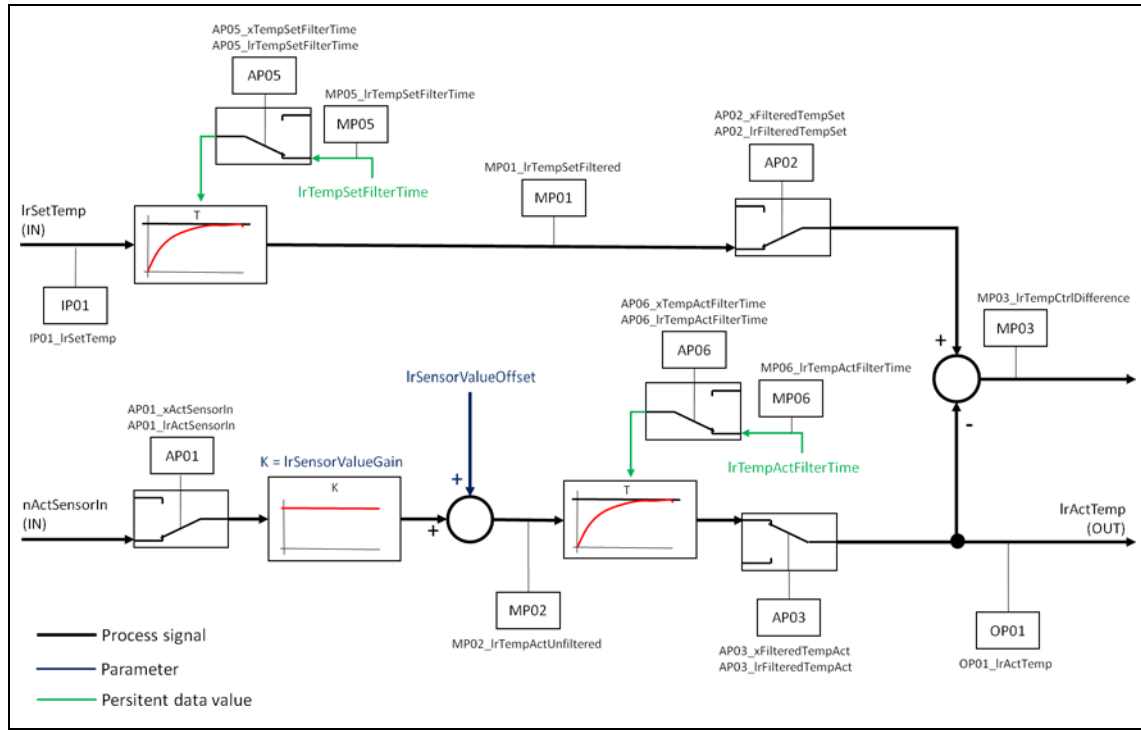 AP05_xTempSetFilterTime
AP05_lrTempSetFilterTime
AP05
MP05_lrTempSetFilterTime
MP05
lrTempSetFilterTime
lrSetTemp
(IN)
T
IP01
IP01_lrSetTemp
MP01_lrTempSetFiltered
MP01
AP02_xFilteredTempSet
AP02_lrFilteredTempSet
AP02
AP06_xTempActFilterTime
AP06_lrTempActFilterTime
AP06
MP06_lrTempActFilterTime
MP06
lrTempActFilterTime
+
-
MP03_lrTempCtrlDifference
MP03
AP01_xActSensorIn
AP01_lrActSensorIn
AP01
nActSensorIn
(IN)
K = lrSensorValueGain
K
lrSensorValueOffset
+
+
MP02
MP02_lrTempActUnfiltered
T
AP03
AP03_xFilteredTempAct
AP03_lrFilteredTempAct
lrActTemp
(OUT)
OP01
OP01_lrActTemp
Process signal
Parameter
Persitent data value